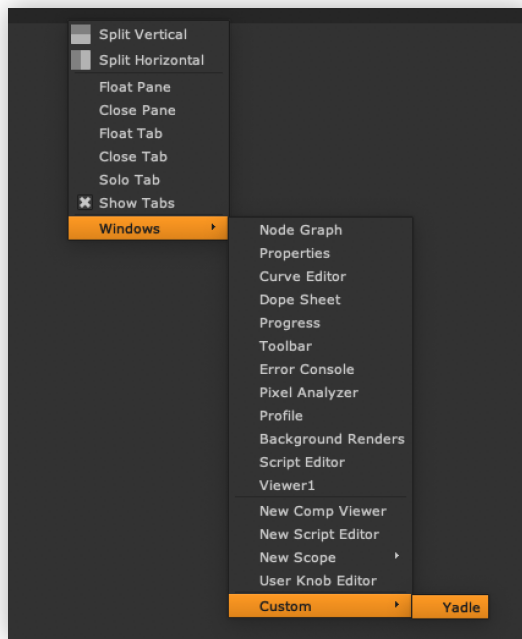 Split Vertical
Split Horizontal
Float Pane
Close Pane
Float Tab
Close Tab
Solo Tab
Show Tabs
Windows
Node Graph
Properties
Curve Editor
Dope Sheet
Progress
Toolbar
Error Console
Pixel Analyzer
Profile
Background Renders
Script Editor
Viewer1
New Comp Viewer
New Script Editor
New Scope
User Knob Editor
Custom
Yadle